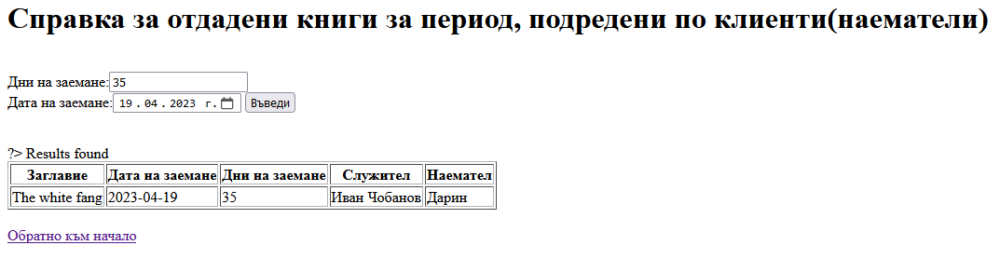 Справка за отдадени книги за период, подредени по клиенти(наематели)
Дни на заемане: 35
Дата на заемане: 19.04.2023 г. Въведи
?> Results found
Заглавие Дата на заемане Дни на заемане Служител Наемател
The white fang 2023-04-19 35 Иван Чобанов Дарин
Обратно към начало